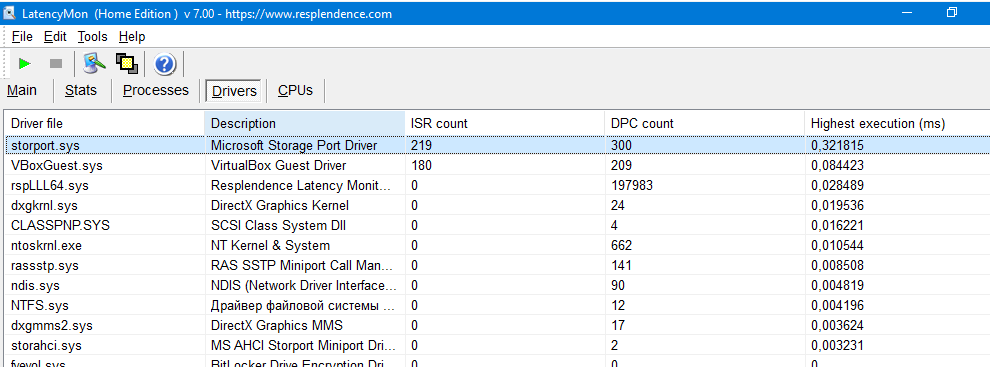 LatencyMon (Home Edition ) v 7.00 - https://www.resplendence.com
File Edit Tools Help
Main Stats Processes Drivers CPUs
Driver file Description ISR count DPC count Highest execution (ms)
storport.sys Microsoft Storage Port Driver 219 300 0,321815
VBoxGuest.sys VirtualBox Guest Driver 180 209 0,084423
rspLLL64.sys Resplendence Latency Monit... 0 197983 0,028489
dxgkrnl.sys DirectX Graphics Kernel 0 24 0,019536
CLASSPNP.SYS SCSI Class System Dll 0 4 0,016221
ntoskrnl.exe NT Kernel & System 0 662 0,010544
rassstp.sys RAS SSTP Miniport Call Man... 0 141 0,008508
ndis.sys NDIS (Network Driver Interface... 0 90 0,004819
NTFS.sys Драйвер файловой системы ... 0 12 0,004196
dxgmms2.sys DirectX Graphics MMS 0 17 0,003624
storahci.sys MS AHCI Storport Miniport Dri... 0 2 0,003231
fvevol.sys BitLocker Drive Encryption Dri... 0 0 0